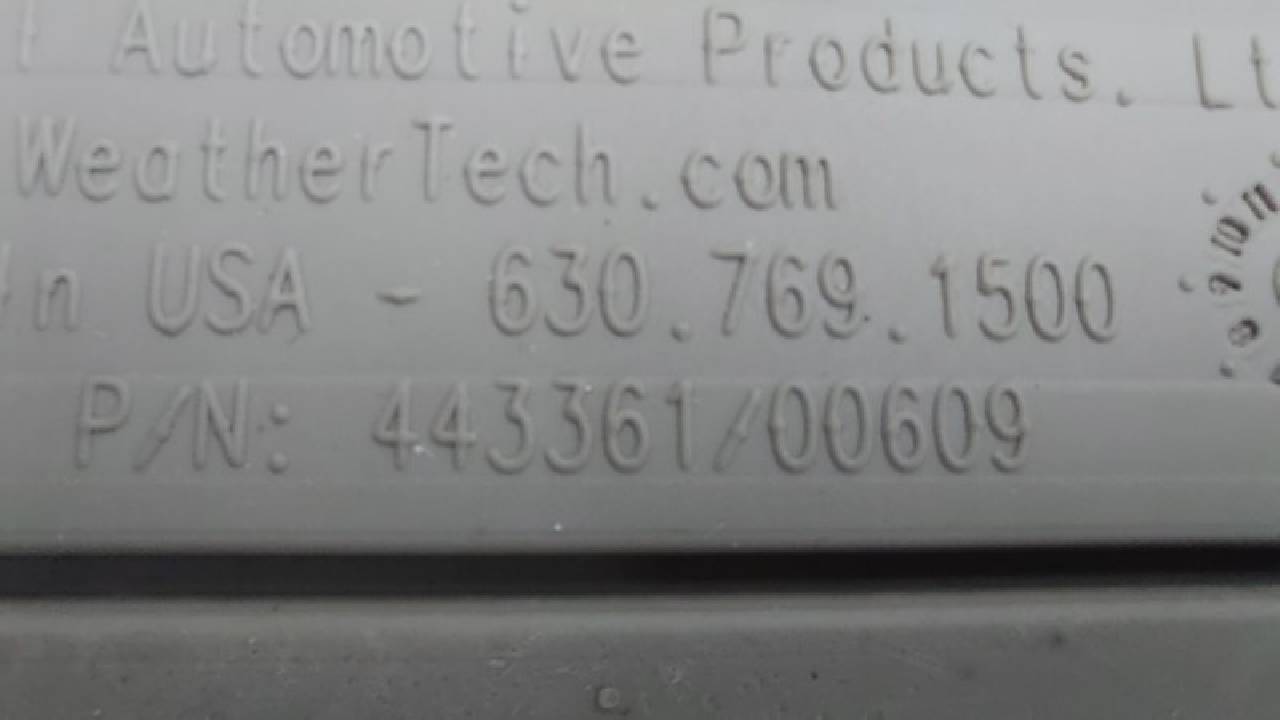 t Automotive Products. Lt
WeatherTech.com
in USA - 630.769.1500
P/N: 443361/00609